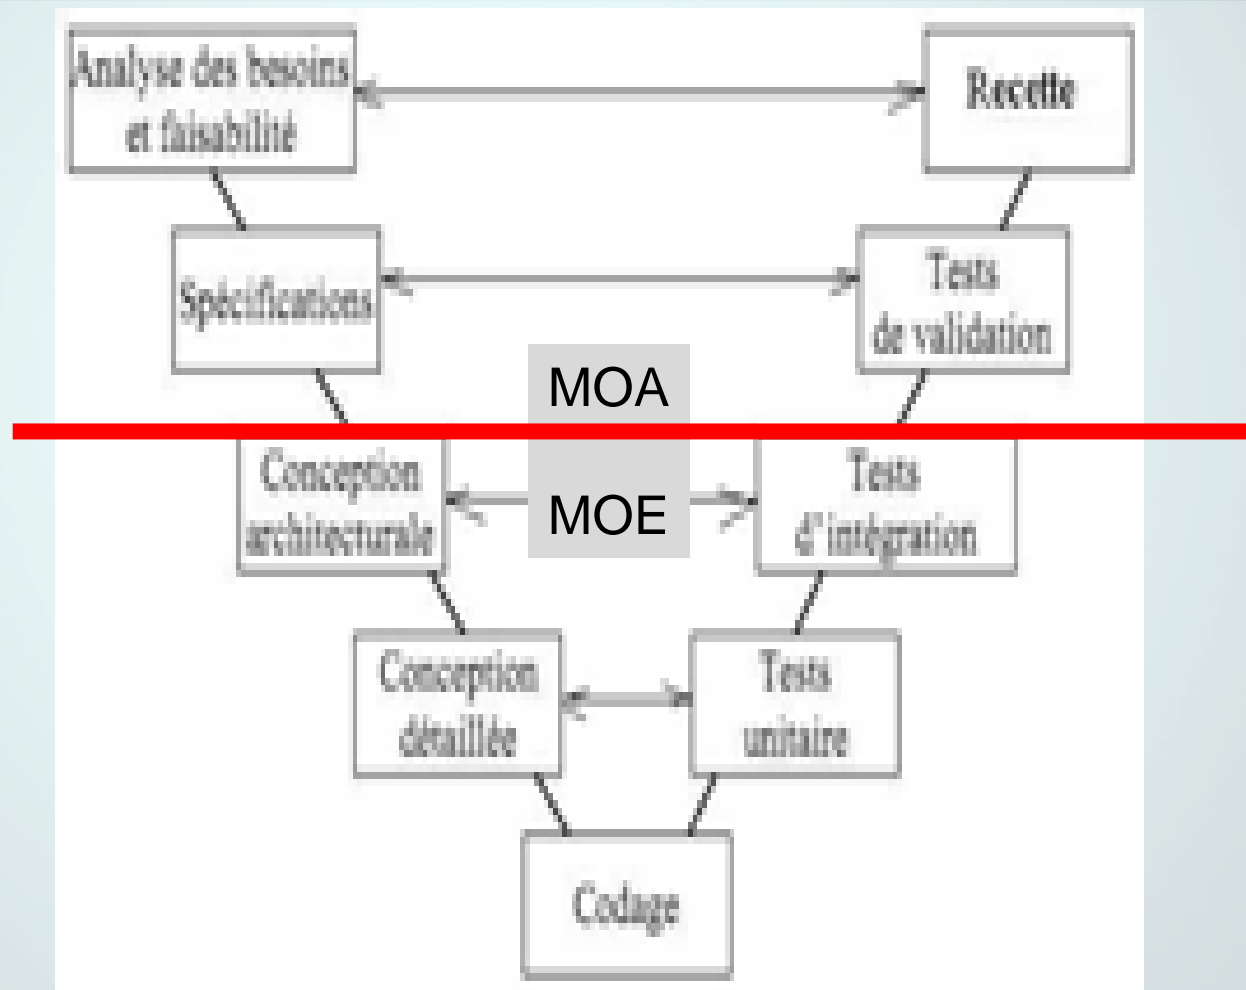 Analyse des besoins
et faisabilité
Recette
Spécifications
Tests
de validation
MOA
Conception
architecturale
MOE
Tests
d'intégration
Conception
détaillée
Tests
unitaire
Codage